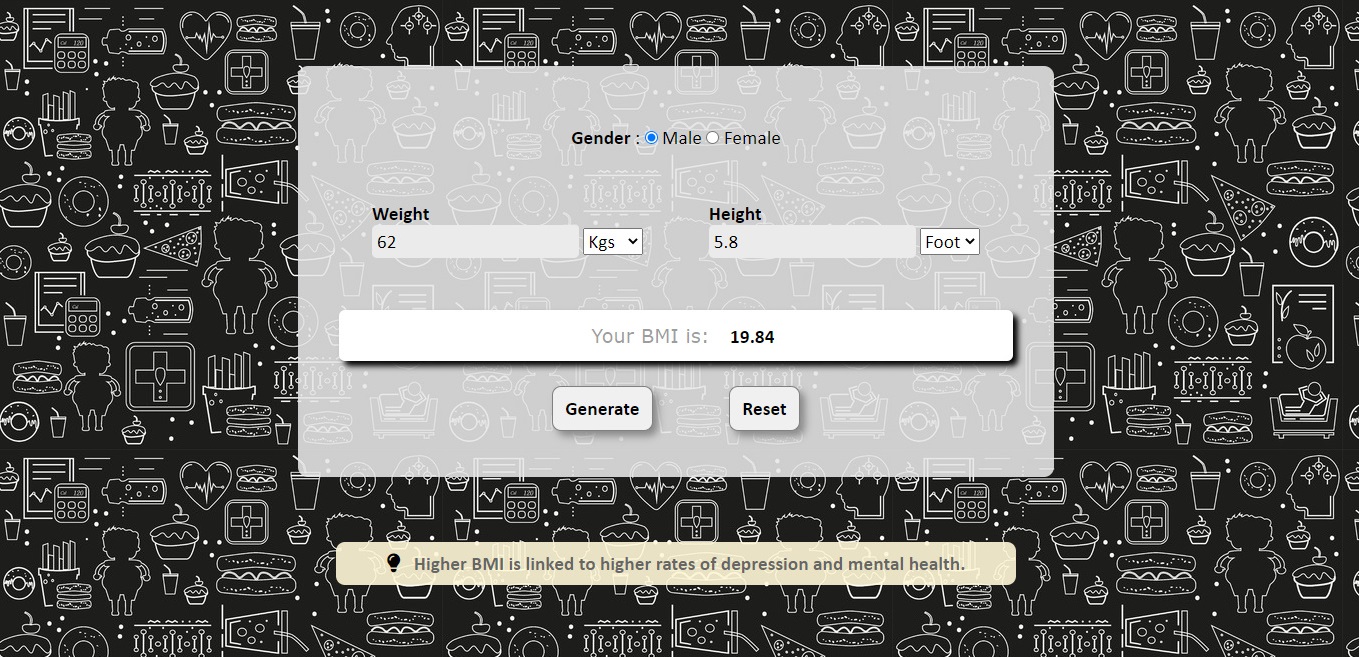 Gender : Male Female
Weight Height
62 Kgs 5.8 Foot
Your BMI is: 19.84
Generate Reset
Higher BMI is linked to higher rates of depression and mental health.